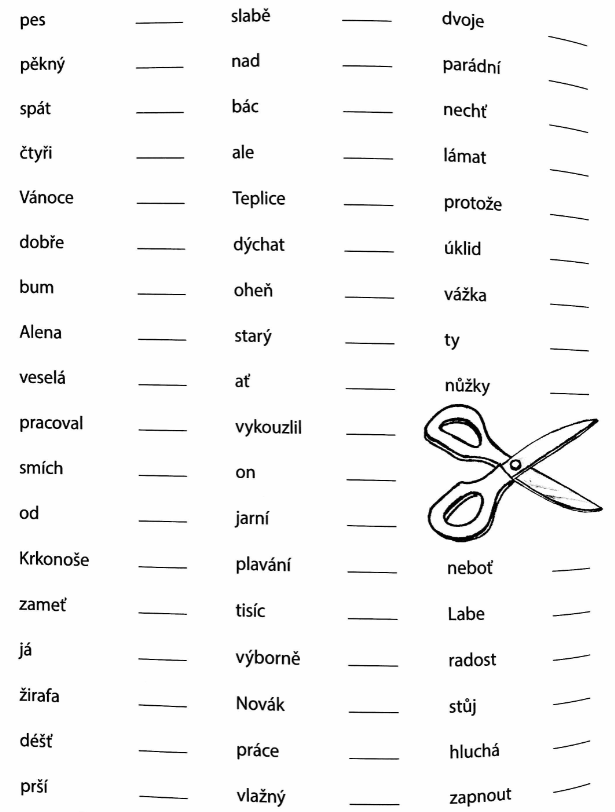 pes
pěkný
spát
čtyři
Vánoce
dobře
bum
Alena
veselá
pracoval
smích
od
Krkonoše
zameť
já
žirafa
déšť
prší
slabě
nad
bác
ale
Teplice
dýchat
oheň
starý
ať
vykouzlil
on
jarní
plavání
tisíc
výborně
Novák
práce
vlažný
dvoje
parádní
nechť
lámat
protože
úklid
vážka
ty
nůžky
neboť
Labe
radost
stůj
hluchá
zapnout